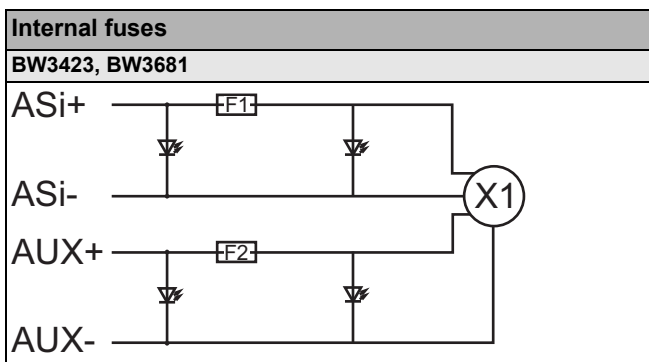 Internal fuses
BW3423, BW3681
ASi+
F1
ASi-
X1
AUX+
F2
AUX-